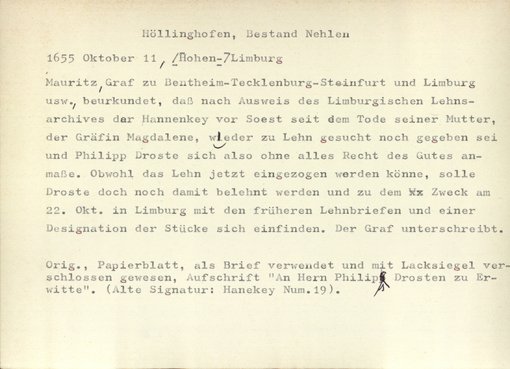 Höllinghofen, Bestand Nehlen
1655 Oktober 11, /Hohen-/Limburg
Mauritz, Graf zu Bentheim-Tecklenburg-Steinfurt und Limburg
usw., beurkundet, daß nach Ausweis des Limburgischen Lehns-
archives der Hannenkey vor Soest seit dem Tode seiner Mutter,
der Gräfin Magdalene, wieder zu Lehn gesucht noch gegeben sei
und Philipp Droste sich also ohne alles Recht des Gutes an-
maße. Obwohl das Lehn jetzt eingezogen werden könne, solle
Droste doch noch damit belehnt werden und zu dem Zweck am
22. Okt. in Limburg mit den früheren Lehnbriefen und einer
Designation der Stücke sich einfinden. Der Graf unterschreibt.
Orig., Papierblatt, als Brief verwendet und mit Lacksiegel ver-
schlossen gewesen, Aufschrift "An Hern Philip Drosten zu Er-
witte". (Alte Signatur: Hanekey Num.19).